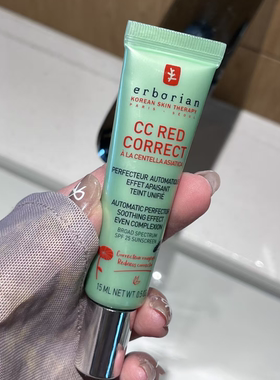 erborian
KOREAN SKIN THERAPY
PARIS SEOUL
CC RED
CORRECT
À LA CENTELLA ASIATICA
PERFECTEUR AUTOMATIQUE
EFFET APAISANT
TEINT UNIFIÉ
AUTOMATIC PERFECTOR
SOOTHING EFFECT
EVEN COMPLEXION
BROAD SPECTRUM
SPF 25 SUNSCREEN
15 ML NET WT